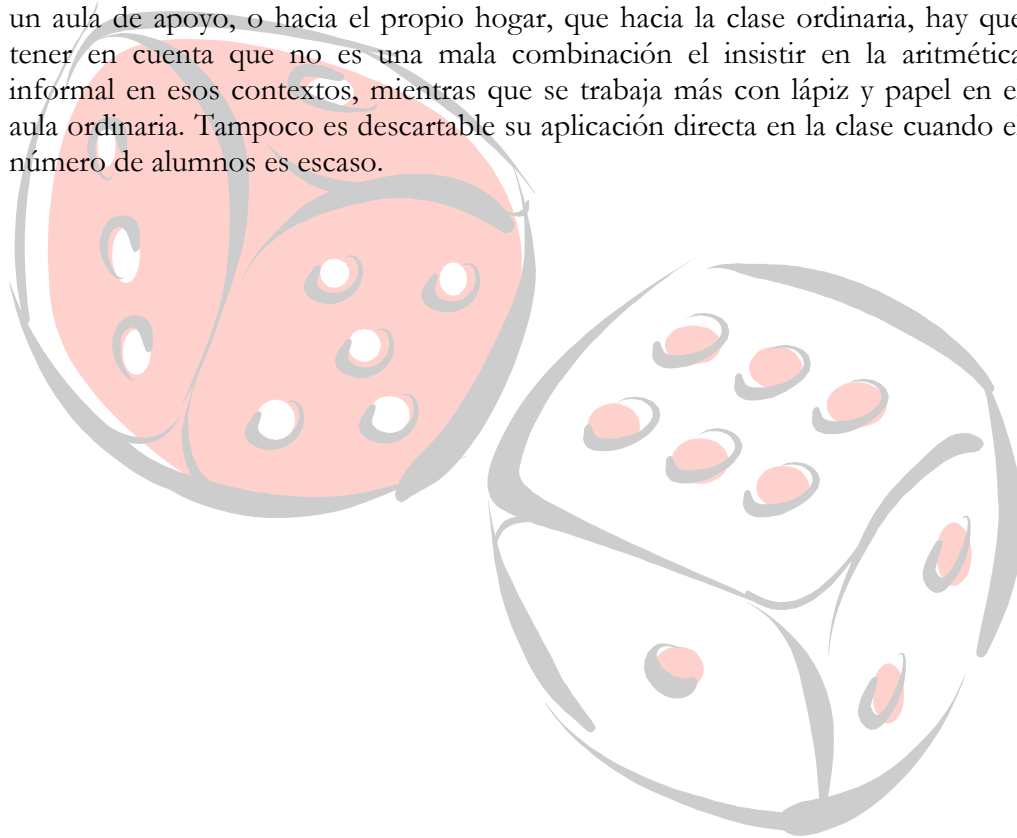 un aula de apoyo, o hacia el propio hogar, que hacia la clase ordinaria, hay que
tener en cuenta que no es una mala combinación el insistir en la aritmética
informal en esos contextos, mientras que se trabaja más con lápiz y papel en e
aula ordinaria. Tampoco es descartable su aplicación directa en la clase cuando e
número de alumnos es escaso.